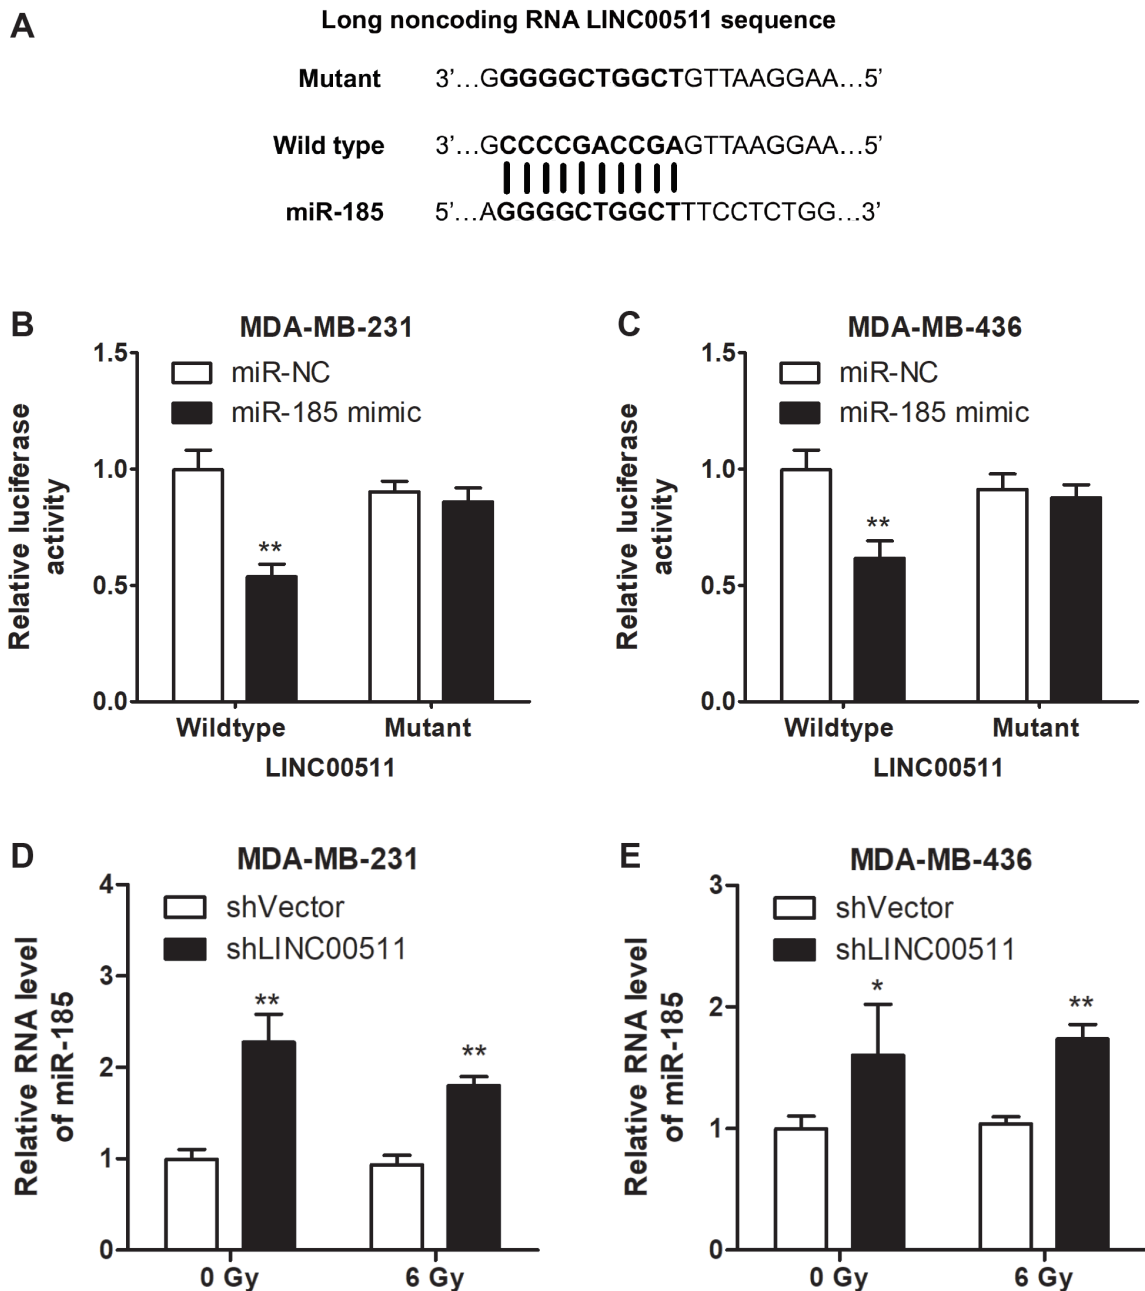 A
Long noncoding RNA LINC00511 sequence
Mutant 3’...GGGGGCTGGCTGTTAAGGAA...5’
Wild type 3’...GCCCCGACCGAGTTAAGGAA...5’
miR-185 5’...AGGGGCTGGCTTTCCTCTGG...3’
B
MDA-MB-231
miR-NC
miR-185 mimic
Relative luciferase
activity
1.5
1.0
0.5
0.0
**
Wildtype Mutant
LINC00511
C
MDA-MB-436
miR-NC
miR-185 mimic
Relative luciferase
activity
1.5
1.0
0.5
0.0
**
Wildtype Mutant
LINC00511
D
MDA-MB-231
shVector
shLINC00511
Relative RNA level
of miR-185
4
3
2
1
0
**
**
0 Gy 6 Gy
E
MDA-MB-436
shVector
shLINC00511
Relative RNA level
of miR-185
3
2
1
0
*
**
0 Gy 6 Gy